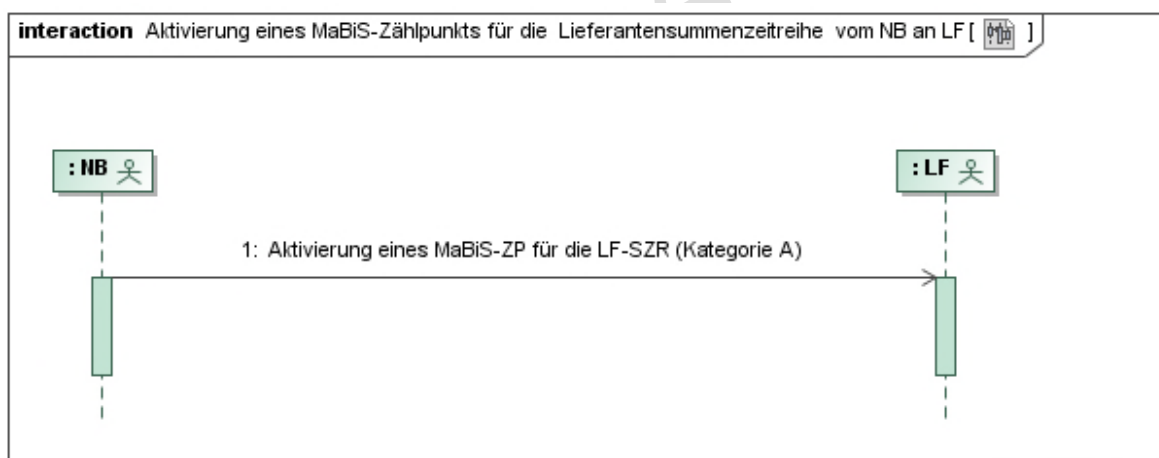 interaction Aktivierung eines MaBiS-Zählpunkts für die Lieferantensummenzeitreihe vom NB an LF [ ]
: NB
: LF
1: Aktivierung eines MaBiS-ZP für die LF-SZR (Kategorie A)